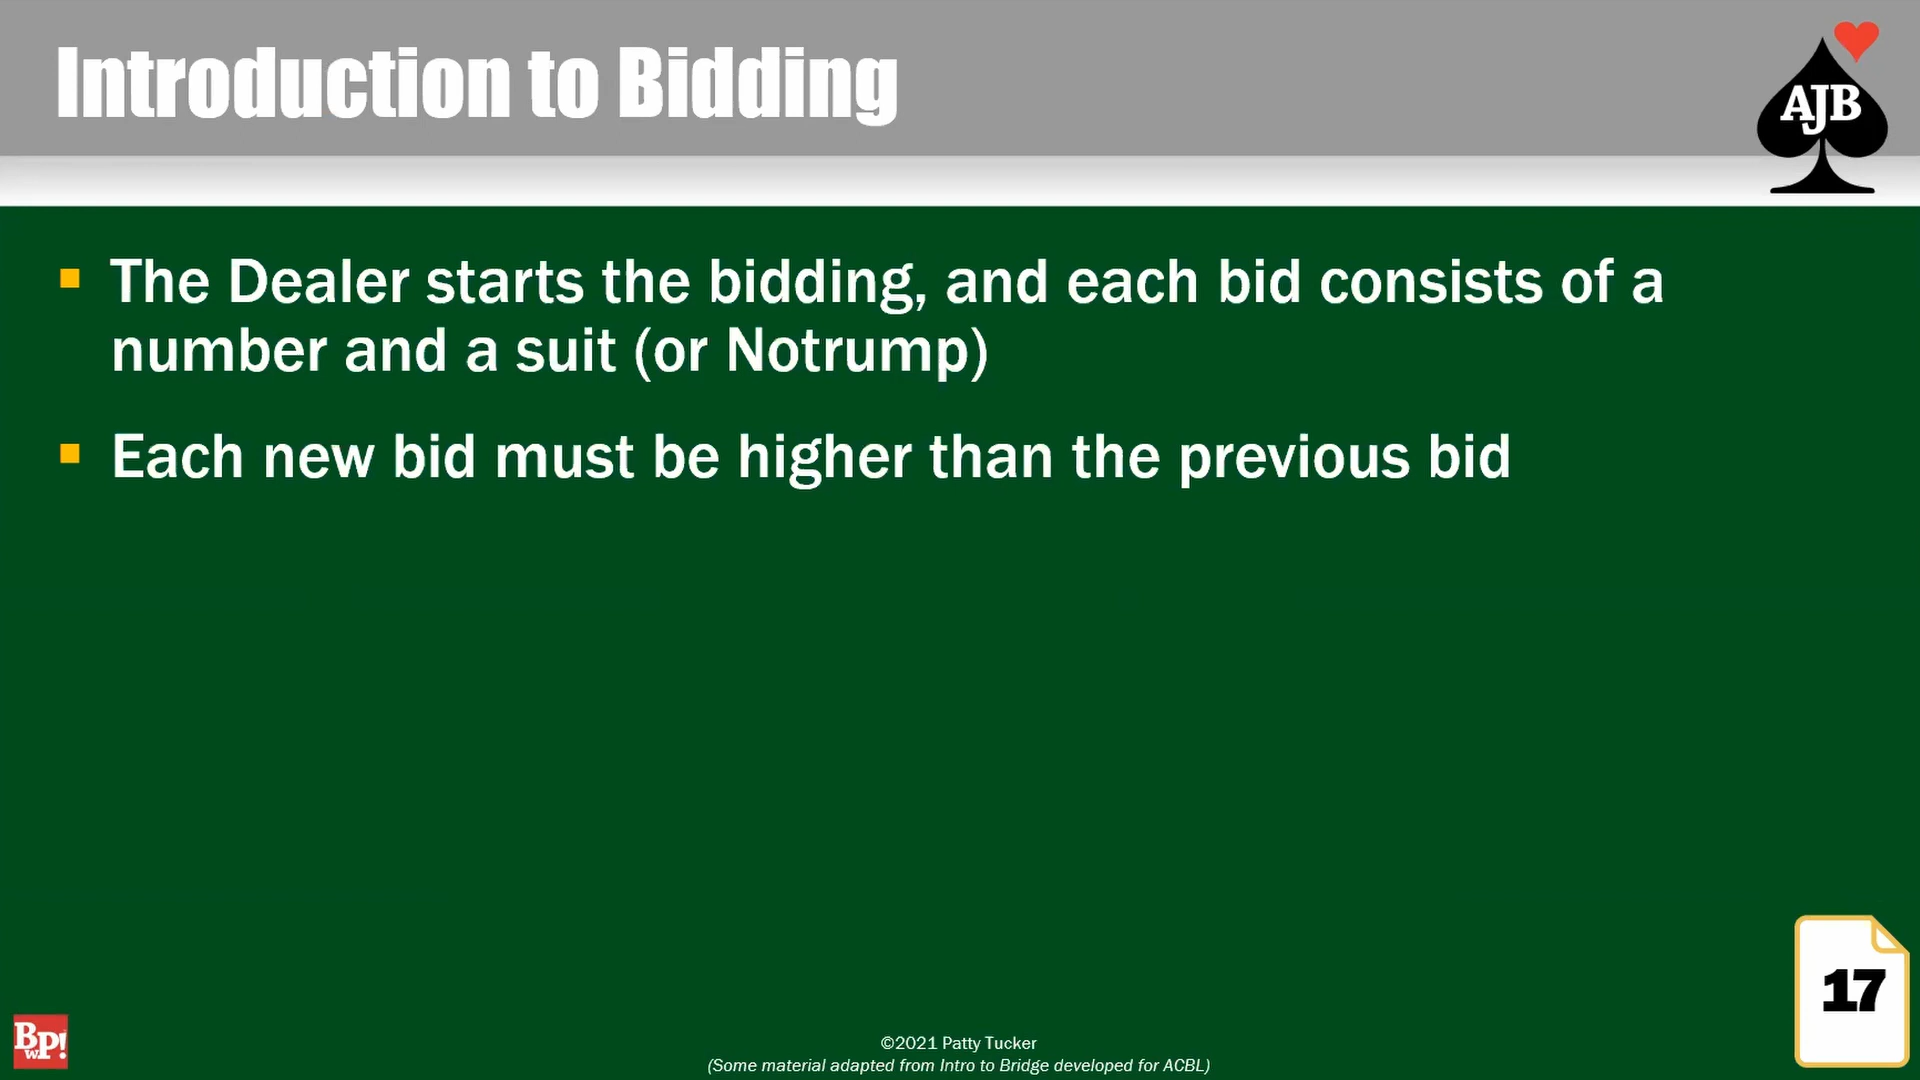 Introduction to Bidding
AJB
The Dealer starts the bidding, and each bid consists of a
number and a suit (or Notrump)
Each new bid must be higher than the previous bid
17
BwP!
©2021 Patty Tucker
(Some material adapted from Intro to Bridge developed for ACBL)